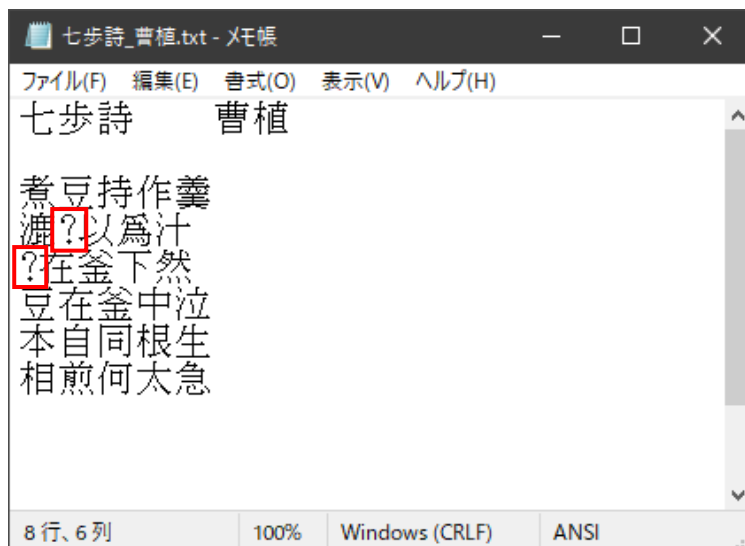 七歩詩_曹植.txt - メモ帳
ファイル(F) 編集(E) 書式(O) 表示(V) ヘルプ(H)
七歩詩　　曹植
煮豆持作羹
漉?以爲汁
?在釜下然
豆在釜中泣
本自同根生
相煎何太急
8 行、6 列 100% Windows (CRLF) ANSI